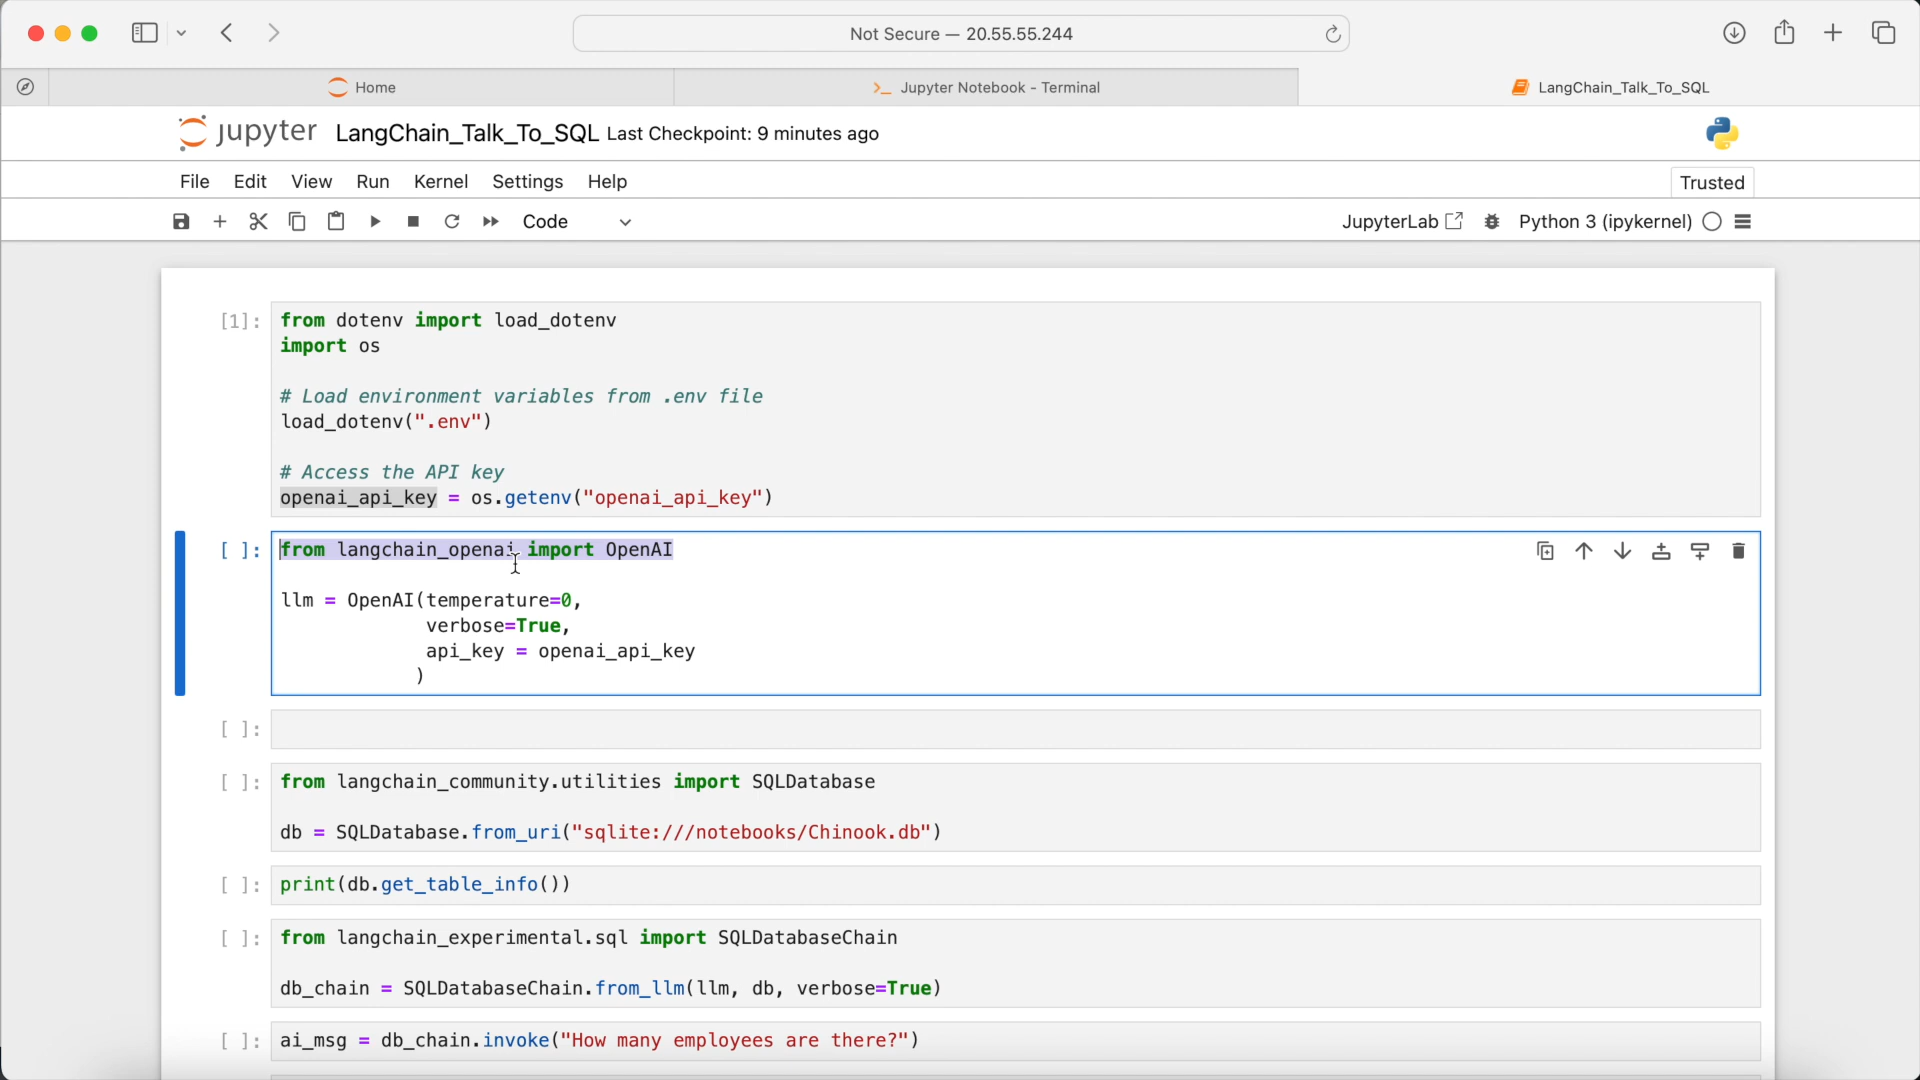 Not Secure — 20.55.55.244
Home
Jupyter Notebook - Terminal
LangChain_Talk_To_SQL
jupyter LangChain_Talk_To_SQL Last Checkpoint: 9 minutes ago
File Edit View Run Kernel Settings Help
Trusted
Code
JupyterLab
Python 3 (ipykernel)
[1]:
from dotenv import load_dotenv
import os
# Load environment variables from .env file
load_dotenv(".env")
# Access the API key
openai_api_key = os.getenv("openai_api_key")
[ ]:
from langchain_openai import OpenAI
llm = OpenAI(temperature=0,
verbose=True,
api_key = openai_api_key
)
[ ]:
[ ]:
from langchain_community.utilities import SQLDatabase
db = SQLDatabase.from_uri("sqlite:///notebooks/Chinook.db")
[ ]:
print(db.get_table_info())
[ ]:
from langchain_experimental.sql import SQLDatabaseChain
db_chain = SQLDatabaseChain.from_llm(llm, db, verbose=True)
[ ]:
ai_msg = db_chain.invoke("How many employees are there?")